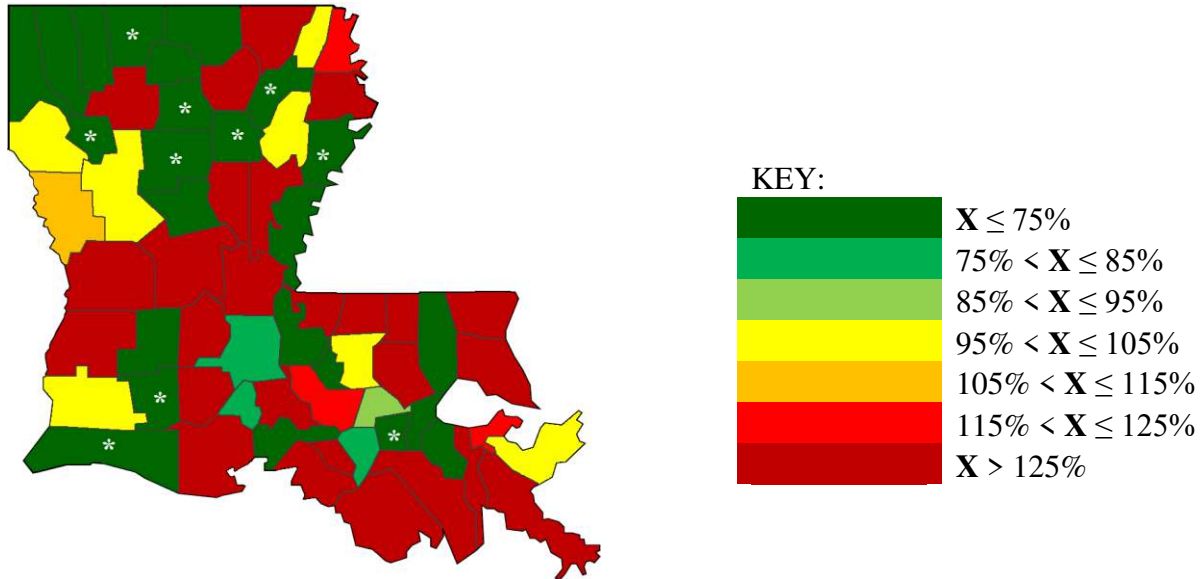 *
*
*
*
*
*
*
*
*
*
*
KEY:
X ≤ 75%
75% < X ≤ 85%
85% < X ≤ 95%
95% < X ≤ 105%
105% < X ≤ 115%
115% < X ≤ 125%
X > 125%